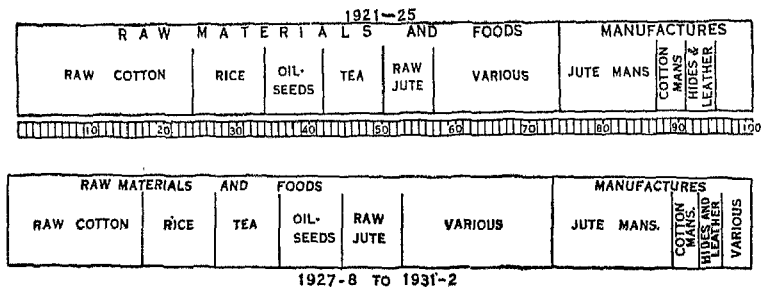 1921-25
RAW MATERIALS AND FOODS MANUFACTURES
RAW COTTON RICE OIL-SEEDS TEA RAW JUTE VARIOUS JUTE MANS COTTON MANS HIDES & LEATHER
10 20 30 40 50 60 70 80 90 100
RAW MATERIALS AND FOODS MANUFACTURES
RAW COTTON RICE TEA OIL-SEEDS RAW JUTE VARIOUS JUTE MANS. COTTON MANS. HIDES AND LEATHER VARIOUS
1927-8 TO 1931-2